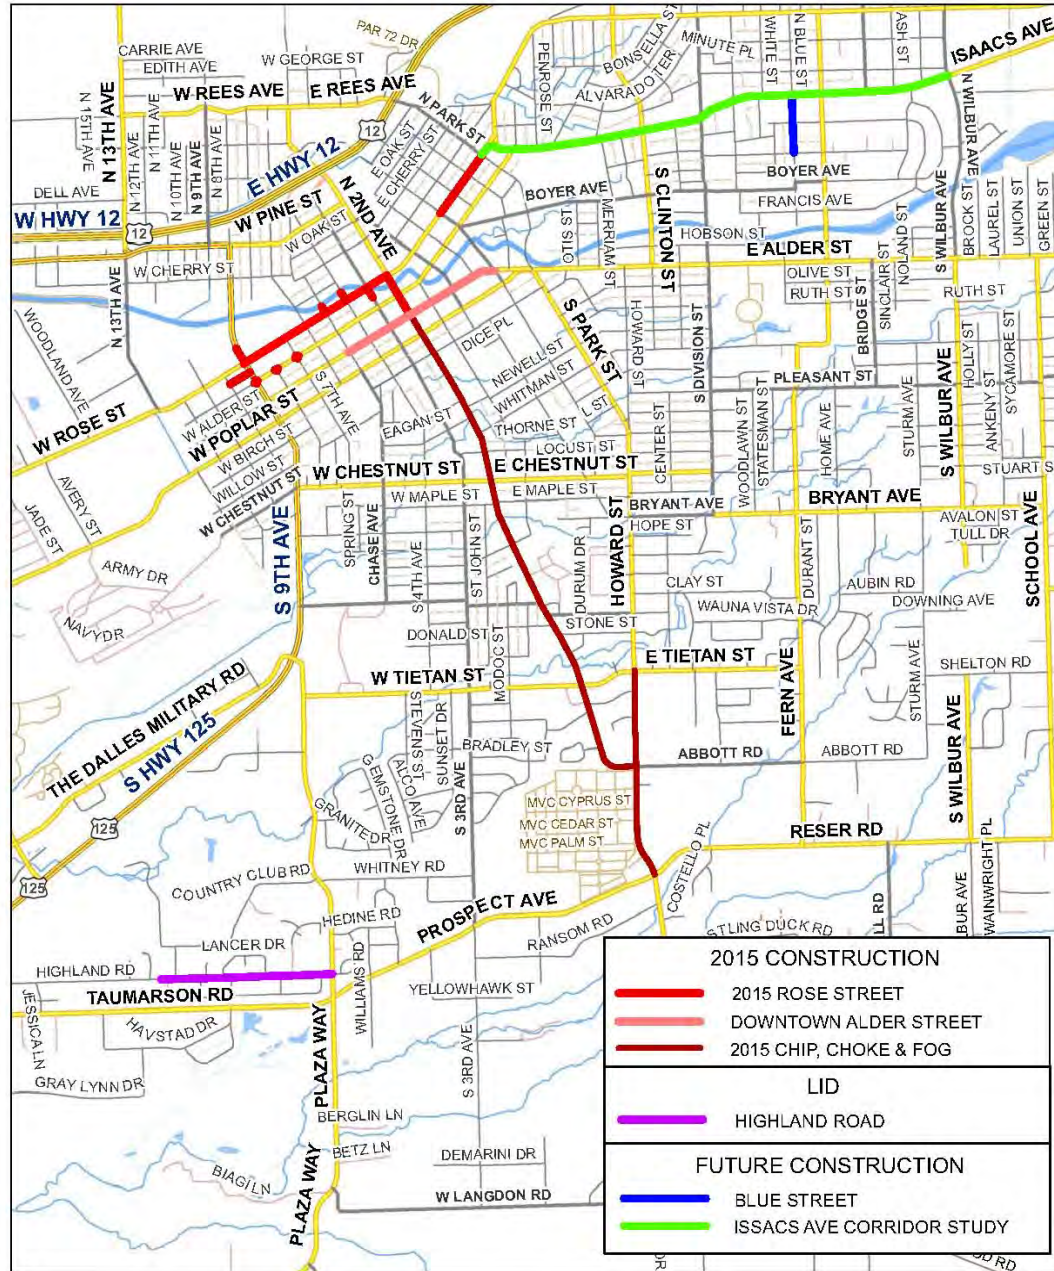 PAR 72 DR
CARRIE AVE
EDITH AVE
W GEORGE ST
W REES AVE
E REES AVE
PENROSE ST
BONSELLA ST
ALVARADO TER
MINUTE PL
WHITE ST
N BLUE ST
ASH ST
ISAACS AVE
N 15TH AVE
N 13TH AVE
N 12TH AVE
N 11TH AVE
N 10TH AVE
N 9TH AVE
N 8TH AVE
12
E HWY 12
N PARK ST
E OAK ST
E CHERRY ST
N WILBUR AVE
DELL AVE
W HWY 12
12
W PINE ST
N 2ND AVE
BOYER AVE
BOYER AVE
FRANCIS AVE
W OAK ST
W CHERRY ST
OTIS ST
MERRIAM ST
S CLINTON ST
HOBSON ST
E ALDER ST
NOLAND ST
S WILBUR AVE
BROCK ST
LAUREL ST
UNION ST
GREEN ST
N 13TH AVE
WOODLAND AVE
OLIVE ST
RUTH ST
SINCLAIR ST
BRIDGE ST
RUTH ST
DICE PL
S PARK ST
HOWARD ST
S DIVISION ST
NEWELL ST
WHITMAN ST
PLEASANT ST
HOLLY ST
SYCAMORE ST
W ROSE ST
W ALDER ST
W POPLAR ST
S 7TH AVE
EAGAN ST
THORNE ST
L ST
LOCUST ST
CENTER ST
WOODLAWN ST
STATESMAN ST
HOME AVE
STURM AVE
S WILBUR AVE
ANKENY ST
STUART S
W BIRCH ST
WILLOW ST
W CHESTNUT ST
W CHESTNUT ST
E CHESTNUT ST
AVERY ST
JADE ST
W MAPLE ST
E MAPLE ST
BRYANT AVE
BRYANT AVE
HOPE ST
AVALON ST
TULL DR
SCHOOL AVE
S 9TH AVE
SPRING ST
CHASE AVE
S 4TH AVE
ST JOHN ST
DURUM DR
HOWARD ST
CLAY ST
DURANT ST
AUBIN RD
ARMY DR
NAVY DR
WAUNA VISTA DR
DOWNING AVE
STONE ST
DONALD ST
MODOC ST
E TIETAN ST
W TIETAN ST
SHELTON RD
STURM AVE
FERN AVE
S WILBUR AVE
THE DALLES MILITARY RD
S HWY 125
STEVENS ST
SUNSET DR
BRADLEY ST
ABBOTT RD
ABBOTT RD
ALCO AVE
GEMSTONE DR
GRANITE DR
S 3RD AVE
MVC CYPRUS ST
MVC CEDAR ST
MVC PALM ST
125
125
WHITNEY RD
COUNTRY CLUB RD
COSTELLO PL
RESER RD
WAINWRIGHT PL
LBUR AVE
LL RD
HEDINE RD
PROSPECT AVE
RANSOM RD
STLING DUCK RD
LANCER DR
HIGHLAND RD
WILLIAMS RD
TAUMARSON RD
YELLOWHAWK ST
JESSICA LN
HAVSTAD DR
GRAY LYNN DR
PLAZA WAY
S 3RD AVE
BERGLIN LN
BETZ LN
DEMARINI DR
BIAGI LN
PLAZA WAY
W LANGDON RD
2015 CONSTRUCTION
2015 ROSE STREET
DOWNTOWN ALDER STREET
2015 CHIP, CHOKE & FOG
LID
HIGHLAND ROAD
FUTURE CONSTRUCTION
BLUE STREET
ISSACS AVE CORRIDOR STUDY
DR
OD RD